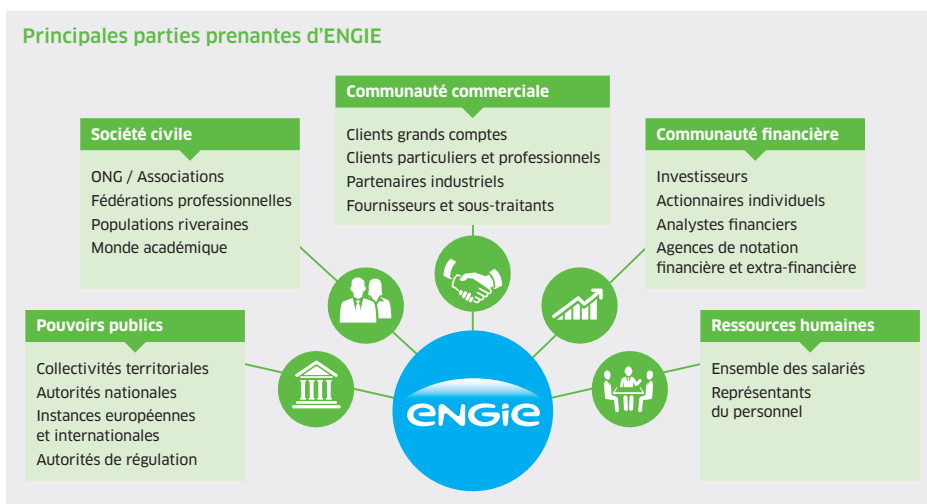 Principales parties prenantes d'ENGIE
Communauté commerciale
Clients grands comptes
Clients particuliers et professionnels
Partenaires industriels
Fournisseurs et sous-traitants
Société civile
ONG / Associations
Fédérations professionnelles
Populations riveraines
Monde académique
Communauté financière
Investisseurs
Actionnaires individuels
Analystes financiers
Agences de notation
financière et extra-financière
Pouvoirs publics
Collectivités territoriales
Autorités nationales
Instances européennes
et internationales
Autorités de régulation
Ressources humaines
Ensemble des salariés
Représentants
du personnel
ENGIE